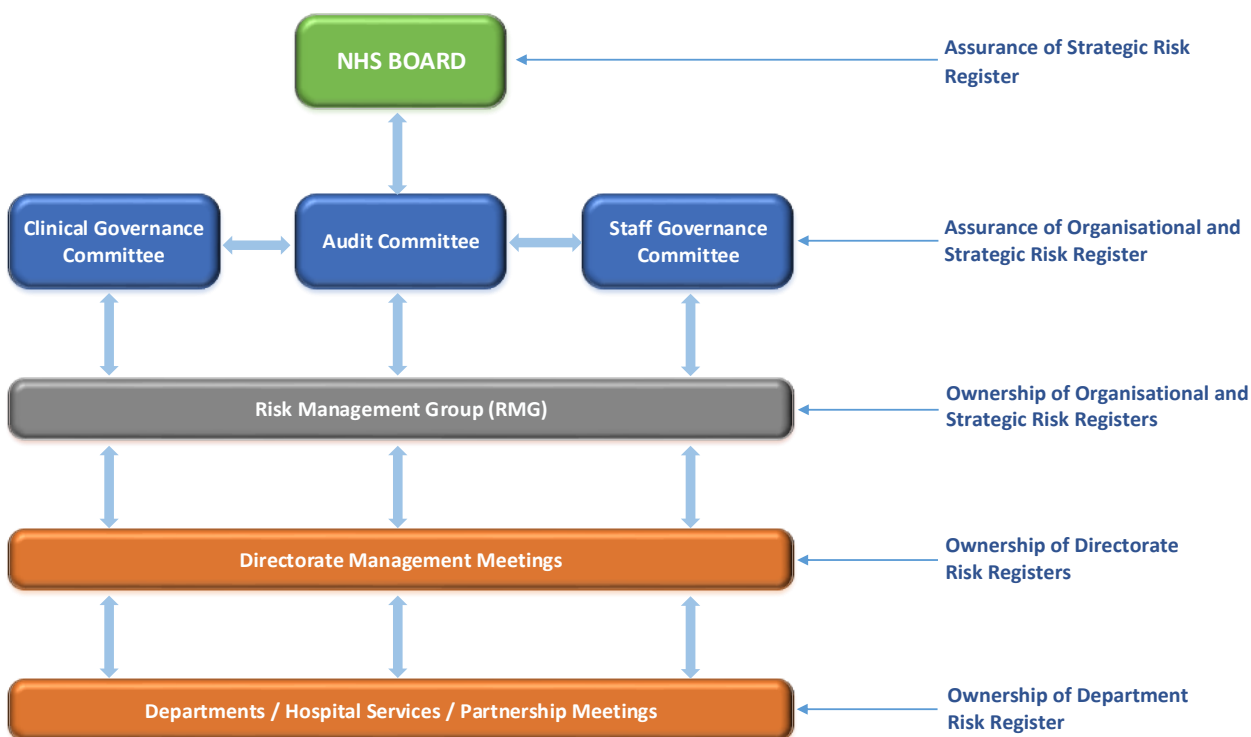 NHS BOARD
Assurance of Strategic Risk
Register
Clinical Governance
Committee
Audit Committee
Staff Governance
Committee
Assurance of Organisational and
Strategic Risk Register
Risk Management Group (RMG)
Ownership of Organisational and
Strategic Risk Registers
Directorate Management Meetings
Ownership of Directorate
Risk Registers
Departments / Hospital Services / Partnership Meetings
Ownership of Department
Risk Register